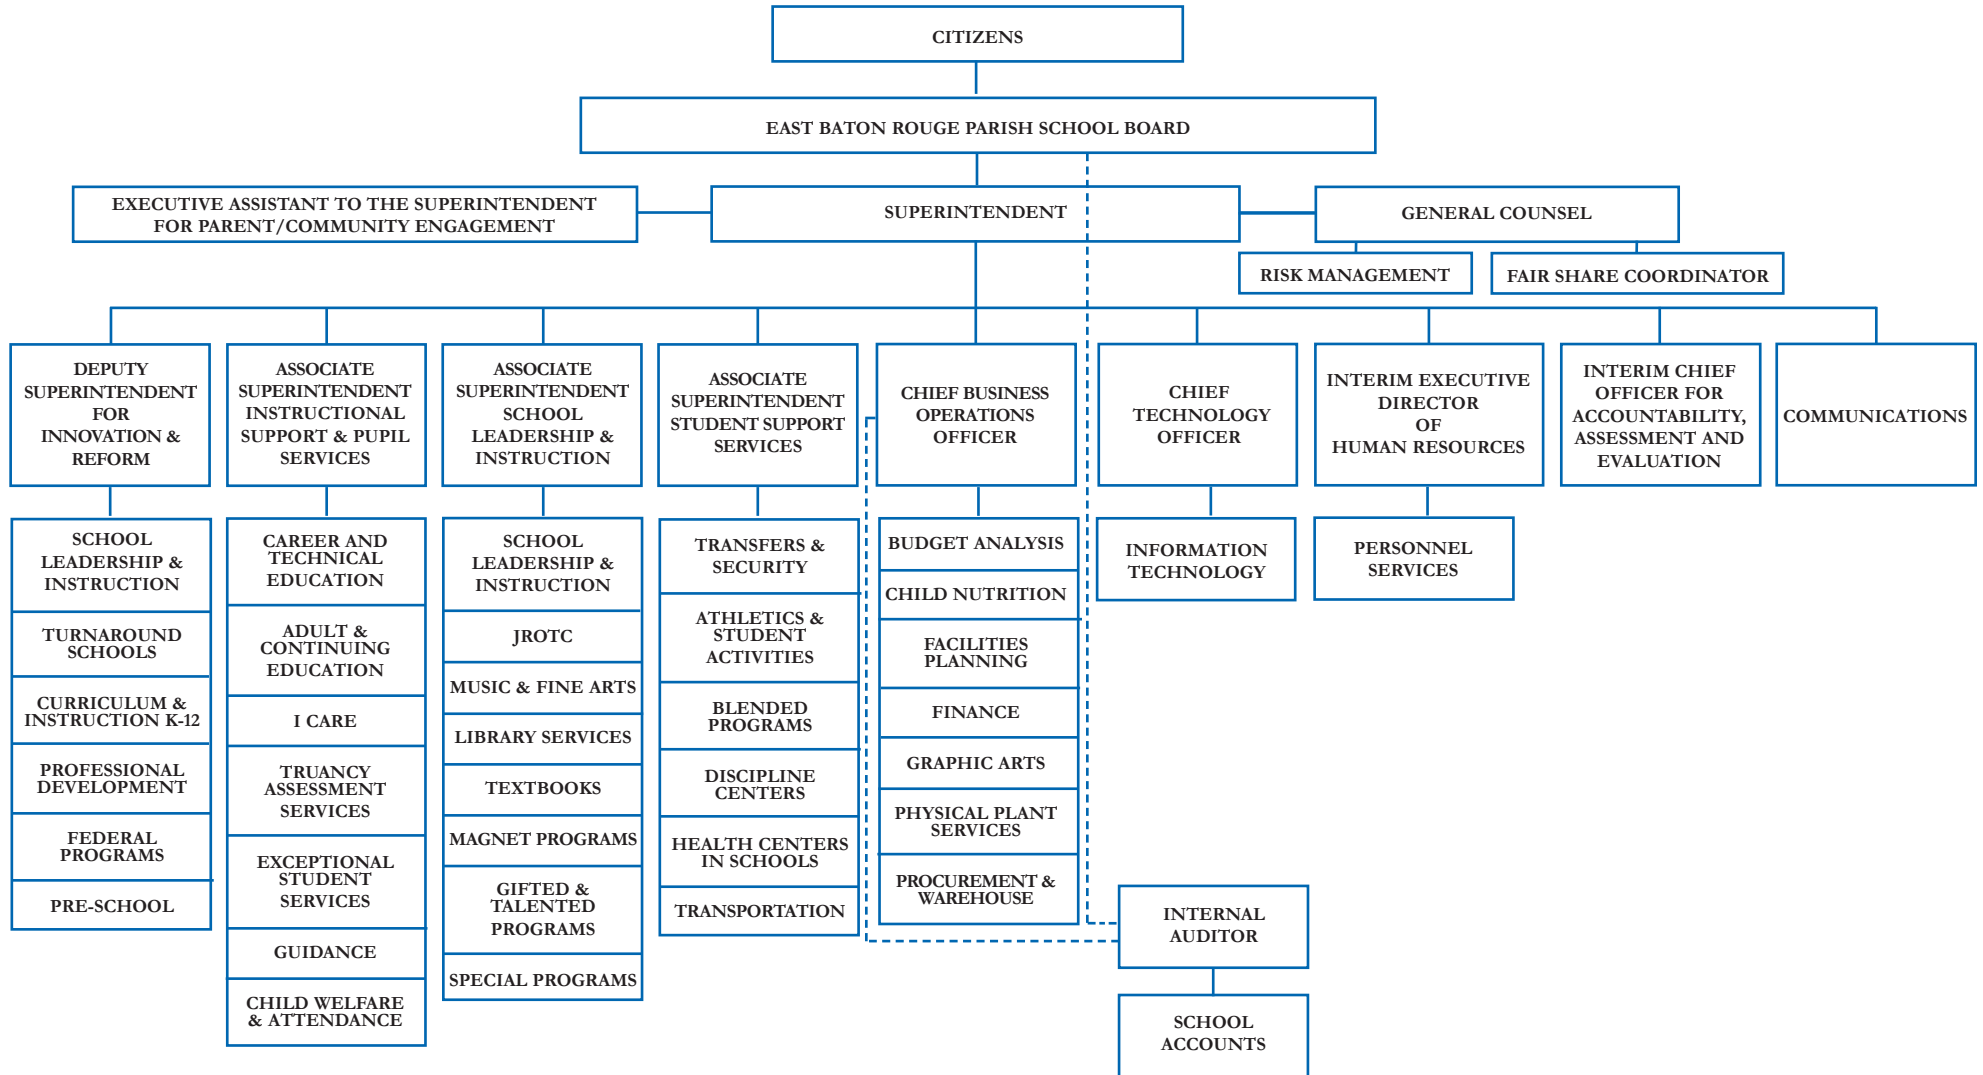 CITIZENS
EAST BATON ROUGE PARISH SCHOOL BOARD
EXECUTIVE ASSISTANT TO THE SUPERINTENDENT
FOR PARENT/COMMUNITY ENGAGEMENT
SUPERINTENDENT
GENERAL COUNSEL
RISK MANAGEMENT
FAIR SHARE COORDINATOR
DEPUTY
SUPERINTENDENT
FOR
INNOVATION &
REFORM
ASSOCIATE
SUPERINTENDENT
INSTRUCTIONAL
SUPPORT & PUPIL
SERVICES
ASSOCIATE
SUPERINTENDENT
SCHOOL
LEADERSHIP &
INSTRUCTION
ASSOCIATE
SUPERINTENDENT
STUDENT SUPPORT
SERVICES
CHIEF BUSINESS
OPERATIONS
OFFICER
CHIEF
TECHNOLOGY
OFFICER
INTERIM EXECUTIVE
DIRECTOR
OF
HUMAN RESOURCES
INTERIM CHIEF
OFFICER FOR
ACCOUNTABILITY,
ASSESSMENT AND
EVALUATION
COMMUNICATIONS
SCHOOL
LEADERSHIP &
INSTRUCTION
TURNAROUND
SCHOOLS
CURRICULUM &
INSTRUCTION K-12
PROFESSIONAL
DEVELOPMENT
FEDERAL
PROGRAMS
PRE-SCHOOL
CAREER AND
TECHNICAL
EDUCATION
ADULT &
CONTINUING
EDUCATION
I CARE
TRUANCY
ASSESSMENT
SERVICES
EXCEPTIONAL
STUDENT
SERVICES
GUIDANCE
CHILD WELFARE
& ATTENDANCE
SCHOOL
LEADERSHIP &
INSTRUCTION
JROTC
MUSIC & FINE ARTS
LIBRARY SERVICES
TEXTBOOKS
MAGNET PROGRAMS
GIFTED &
TALENTED
PROGRAMS
SPECIAL PROGRAMS
TRANSFERS &
SECURITY
ATHLETICS &
STUDENT
ACTIVITIES
BLENDED
PROGRAMS
DISCIPLINE
CENTERS
HEALTH CENTERS
IN SCHOOLS
TRANSPORTATION
BUDGET ANALYSIS
CHILD NUTRITION
FACILITIES
PLANNING
FINANCE
GRAPHIC ARTS
PHYSICAL PLANT
SERVICES
PROCUREMENT &
WAREHOUSE
INFORMATION
TECHNOLOGY
PERSONNEL
SERVICES
INTERNAL
AUDITOR
SCHOOL
ACCOUNTS